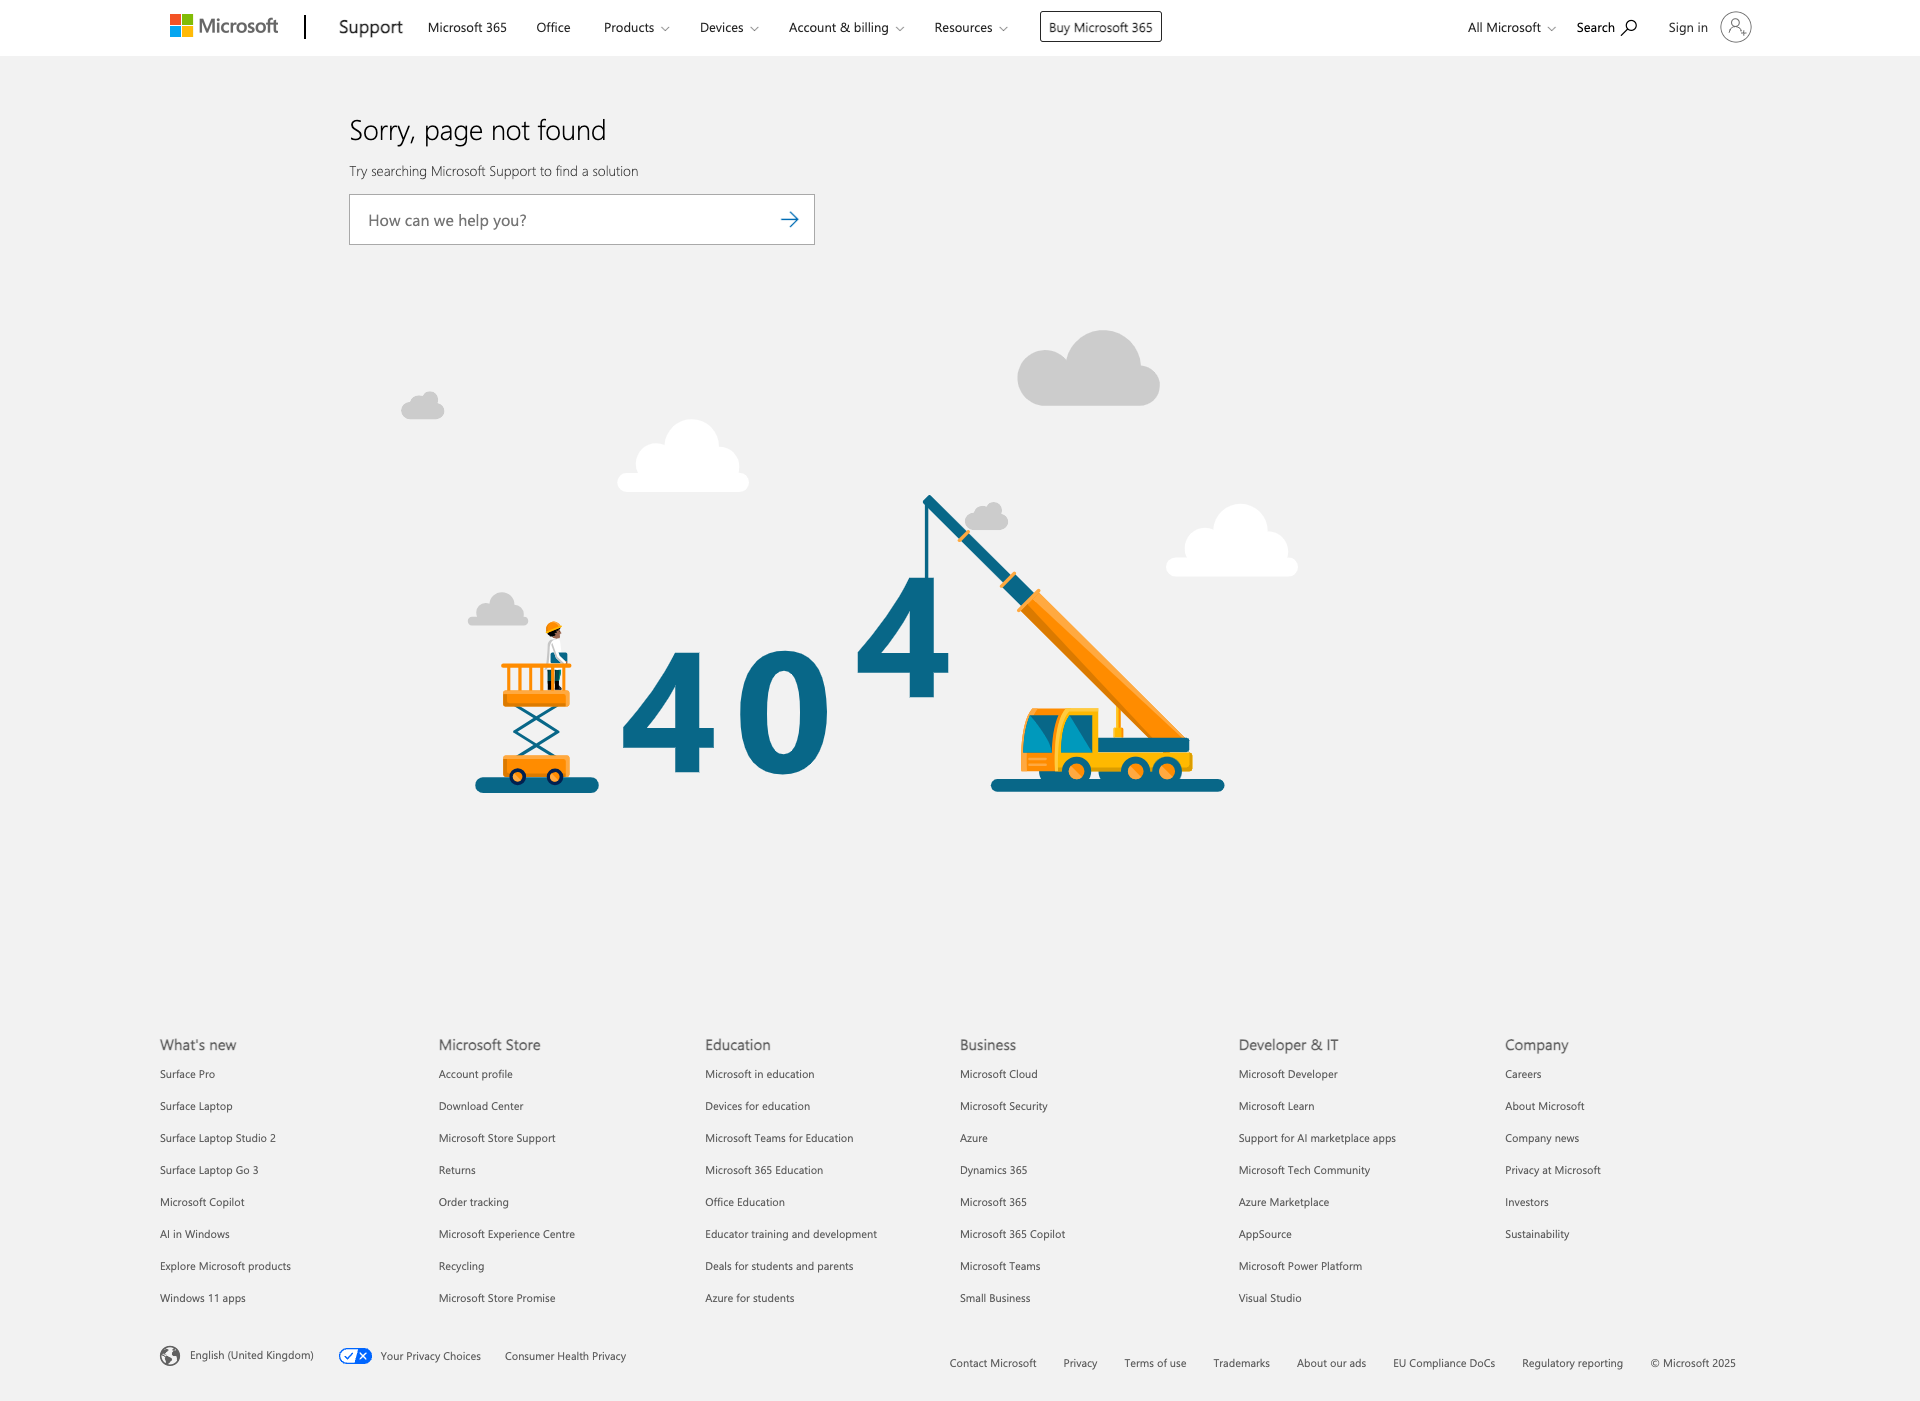 Microsoft
Support
Microsoft 365
Office
Products
Devices
Account & billing
Resources
Buy Microsoft 365
All Microsoft
Search
Sign in
Sorry, page not found
Try searching Microsoft Support to find a solution
How can we help you?
404
What's new
Surface Pro
Surface Laptop
Surface Laptop Studio 2
Surface Laptop Go 3
Microsoft Copilot
AI in Windows
Explore Microsoft products
Windows 11 apps
Microsoft Store
Account profile
Download Center
Microsoft Store Support
Returns
Order tracking
Microsoft Experience Centre
Recycling
Microsoft Store Promise
Education
Microsoft in education
Devices for education
Microsoft Teams for Education
Microsoft 365 Education
Office Education
Educator training and development
Deals for students and parents
Azure for students
Business
Microsoft Cloud
Microsoft Security
Azure
Dynamics 365
Microsoft 365
Microsoft 365 Copilot
Microsoft Teams
Small Business
Developer & IT
Microsoft Developer
Microsoft Learn
Support for AI marketplace apps
Microsoft Tech Community
Azure Marketplace
AppSource
Microsoft Power Platform
Visual Studio
Company
Careers
About Microsoft
Company news
Privacy at Microsoft
Investors
Sustainability
English (United Kingdom)
Your Privacy Choices
Consumer Health Privacy
Contact Microsoft
Privacy
Terms of use
Trademarks
About our ads
EU Compliance DoCs
Regulatory reporting
© Microsoft 2025